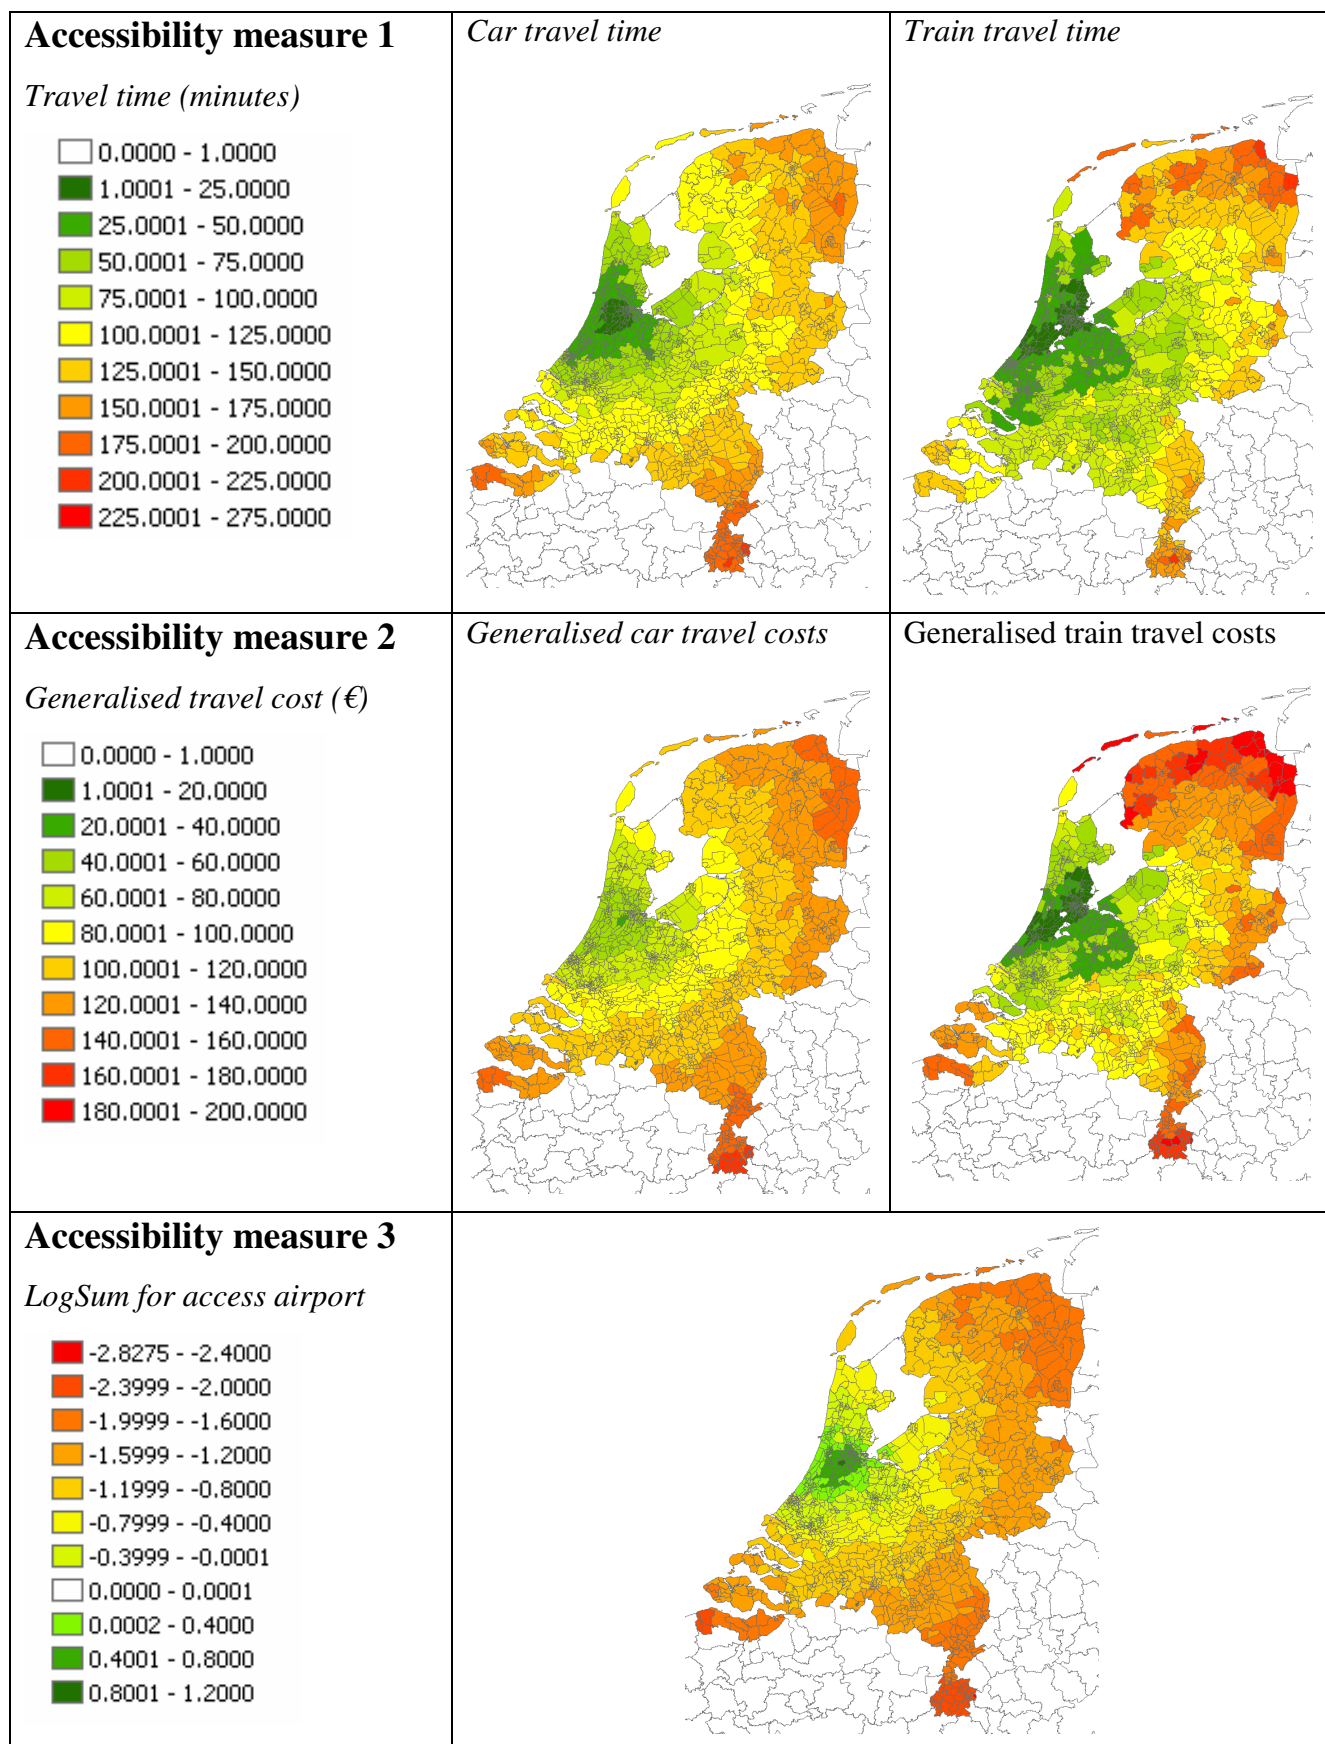 Accessibility measure 1
Travel time (minutes)
0.0000 - 1.0000
1.0001 - 25.0000
25.0001 - 50.0000
50.0001 - 75.0000
75.0001 - 100.0000
100.0001 - 125.0000
125.0001 - 150.0000
150.0001 - 175.0000
175.0001 - 200.0000
200.0001 - 225.0000
225.0001 - 275.0000
Car travel time
Train travel time
Accessibility measure 2
Generalised travel cost (€)
0.0000 - 1.0000
1.0001 - 20.0000
20.0001 - 40.0000
40.0001 - 60.0000
60.0001 - 80.0000
80.0001 - 100.0000
100.0001 - 120.0000
120.0001 - 140.0000
140.0001 - 160.0000
160.0001 - 180.0000
180.0001 - 200.0000
Generalised car travel costs
Generalised train travel costs
Accessibility measure 3
LogSum for access airport
-2.8275 - -2.4000
-2.3999 - -2.0000
-1.9999 - -1.6000
-1.5999 - -1.2000
-1.1999 - -0.8000
-0.7999 - -0.4000
-0.3999 - -0.0001
0.0000 - 0.0001
0.0002 - 0.4000
0.4001 - 0.8000
0.8001 - 1.2000